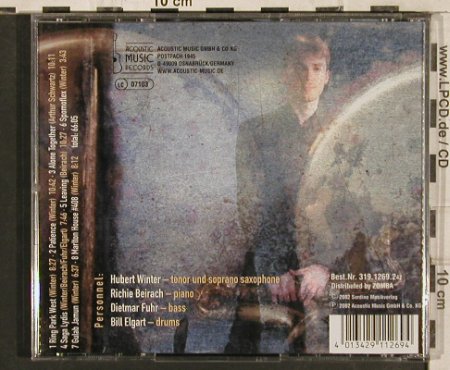 ACOUSTIC
MUSIC
RECORDS
ACOUSTIC MUSIC GMBH & CO KG
POSTFACH 1945
D-49009 OSNABRÜCK/GERMANY
WWW.ACOUSTIC-MUSIC.DE
LC 07103
1 Ring Park West (Winter) 8:27 · 2 Patience (Winter) 10:42 · 3 Alone Together (Arthur Schwartz) 10:11
4 Saga Lydis (Winter/Beirach/Fuhr/Elgart) 7:46 · 5 Leaving (Beirach) 10:27 · 6 (Winter) 3:43
7 Gulab Jamun (Winter) 6:37 · 8 Marlton House #408 (Winter) 8:12 total: 66:05
Personnel:
Hubert Winter – tenor und soprano saxophone
Richie Beirach – piano
Dietmar Fuhr – bass
Bill Elgart – drums
Best.Nr. 319.1269.2
Distributed by ZOMBA
℗ 2002 Acoustic Music GmbH & Co. KG
4 013429 112694
www.LPCD.de / CD
10 cm
10 cm